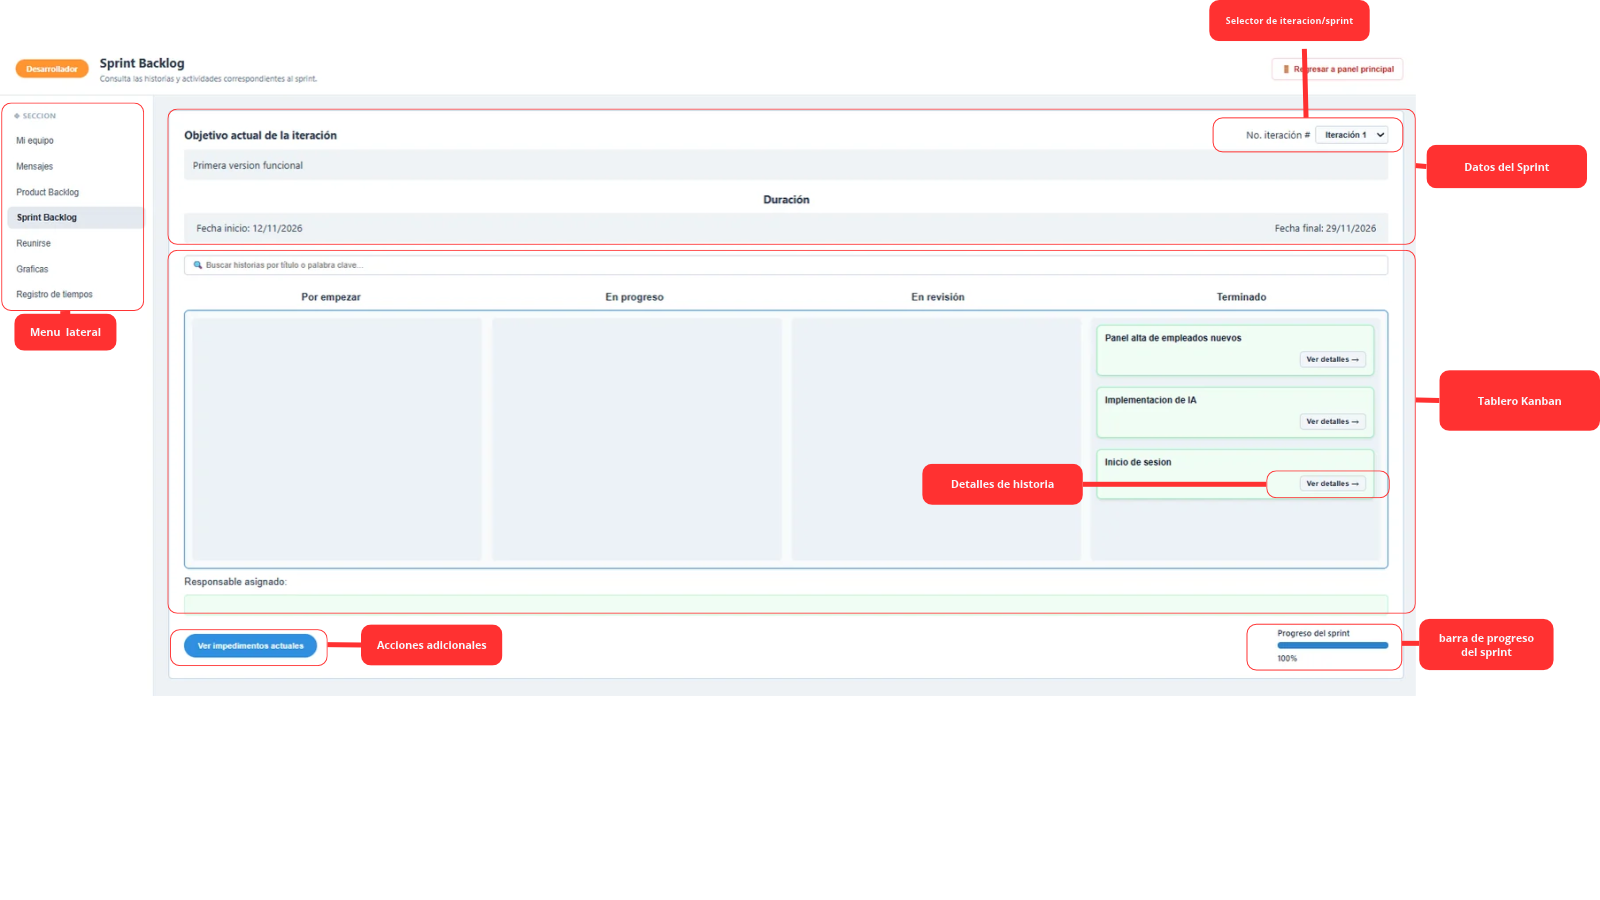 Selector de iteracion/sprint
Desarrollador
Sprint Backlog
Consulta las historias y actividades correspondientes al sprint.
Regresar a panel principal
SECCION
Mi equipo
Mensajes
Product Backlog
Sprint Backlog
Reunirse
Graficas
Registro de tiempos
Menu lateral
Objetivo actual de la iteración
No. iteración #
Iteración 1
Primera version funcional
Datos del Sprint
Duración
Fecha inicio: 12/11/2026
Fecha final: 29/11/2026
Buscar historias por título o palabra clave...
Por empezar
En progreso
En revisión
Terminado
Panel alta de empleados nuevos
Ver detalles →
Implementacion de IA
Ver detalles →
Inicio de sesion
Ver detalles →
Detalles de historia
Tablero Kanban
Responsable asignado:
Ver impedimentos actuales
Acciones adicionales
Progreso del sprint
100%
barra de progreso
del sprint